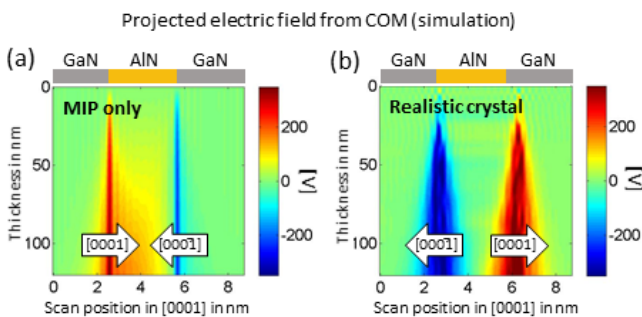 Projected electric field from COM (simulation)
(a)
GaN AlN GaN
MIP only
0
50
100
Thickness in nm
[0001]
[0001̄]
0 2 4 6 8
Scan position in [0001] in nm
200
0
-200
[V]
(b)
GaN AlN GaN
Realistic crystal
0
50
100
Thickness in nm
[0001̄]
[0001]
0 2 4 6 8
Scan position in [0001] in nm
200
0
-200
[V]